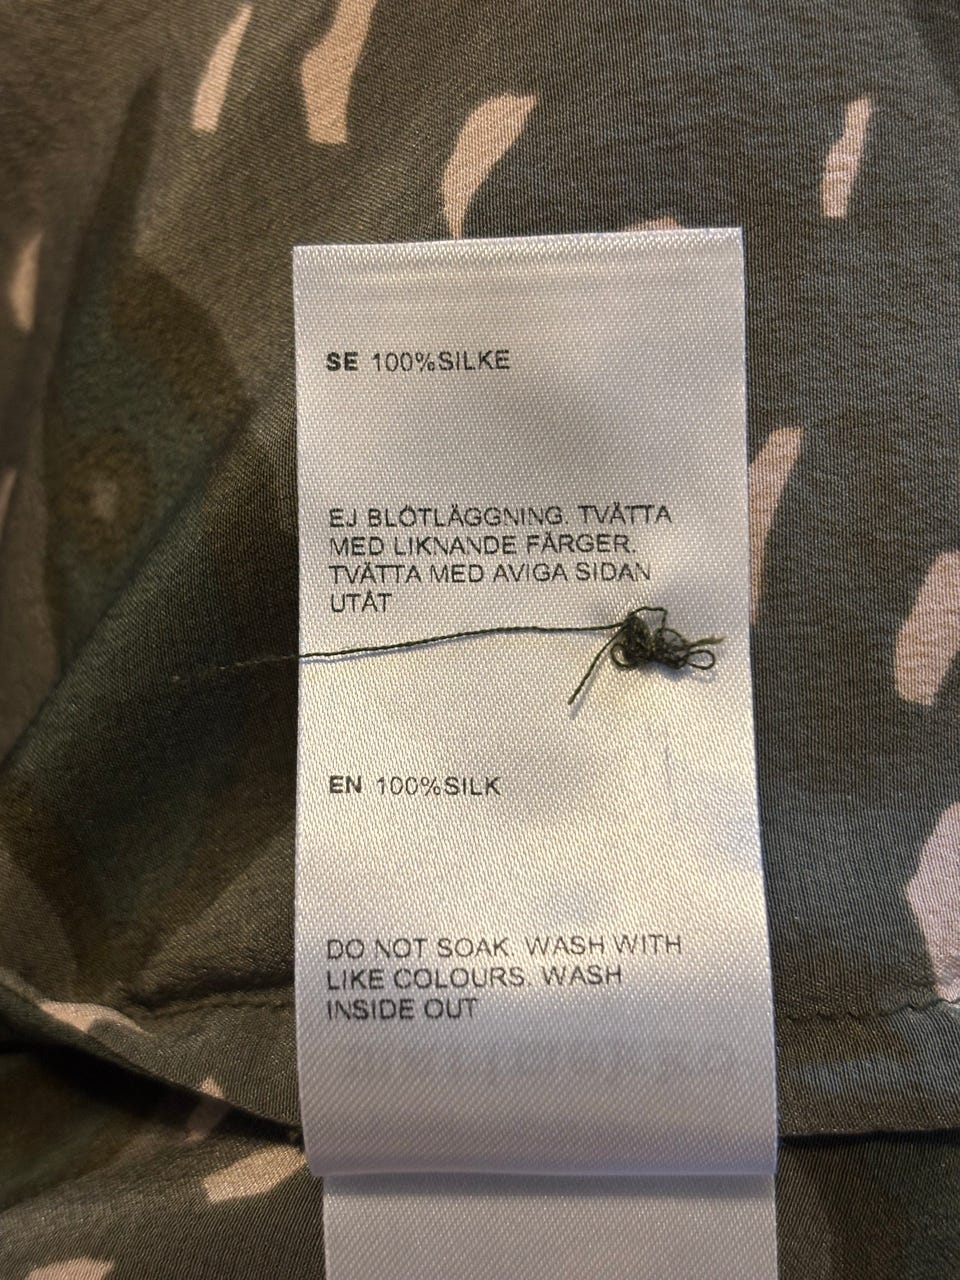 SE 100%SILKE
EJ BLÖTLÄGGNING. TVÄTTA
MED LIKNANDE FÄRGER.
TVÄTTA MED AVIGA SIDAN
UTÅT
EN 100%SILK
DO NOT SOAK. WASH WITH
LIKE COLOURS. WASH
INSIDE OUT